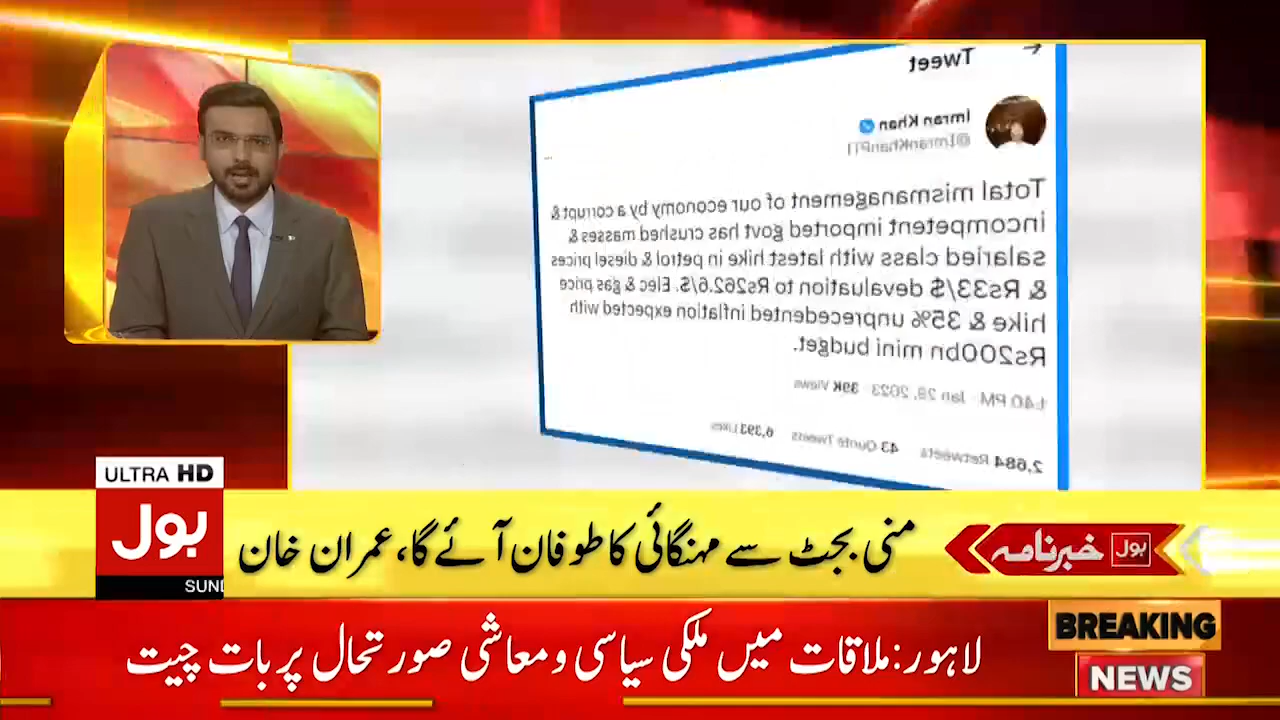 Tweet
Imran Khan
@ImranKhanPTI
Total mismanagement of our economy by a corrupt &
incompetent imported govt has crushed masses &
salaried class with latest hike in petrol & diesel prices
& Rs33/$ devaluation to Rs262.6/$. Elec & gas price
hike & 35% unprecedented inflation expected with
Rs200bn mini budget.
1:40 PM · Jan 29, 2023 39K Views
2,684 Retweets 43 Quote Tweets 6,393 Likes
ULTRA HD
بول
SUND
منی بجٹ سے مہنگائی کا طوفان آئے گا، عمران خان
بول خبرنامہ
لاہور: ملاقات میں ملکی سیاسی و معاشی صورتحال پر بات چیت
BREAKING
NEWS